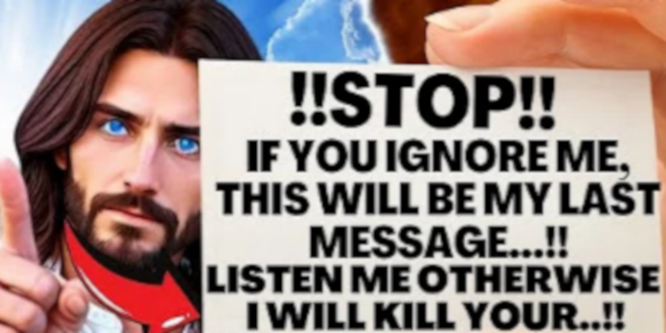 !!STOP!!
IF YOU IGNORE ME,
THIS WILL BE MY LAST
MESSAGE...!!
LISTEN ME OTHERWISE
I WILL KILL YOUR..!!